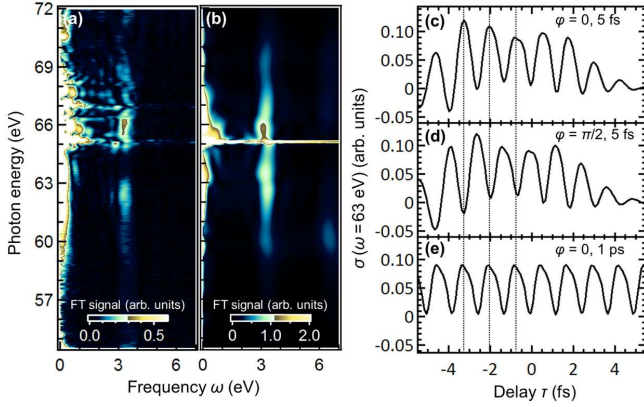 (a)
(b)
72
69
66
63
60
57
Photon energy (eV)
FT signal (arb. units)
0.0 0.5
FT signal (arb. units)
0 1.0 2.0
0 3 6 0 3 6
Frequency ω (eV)
(c) φ = 0, 5 fs
0.10
0.05
0
-0.05
(d) φ = π/2, 5 fs
0.10
0.05
0
-0.05
(e) φ = 0, 1 ps
0.10
0.05
0.00
-0.05
σ (ω = 63 eV) (arb. units)
-4 -2 0 2 4
Delay τ (fs)